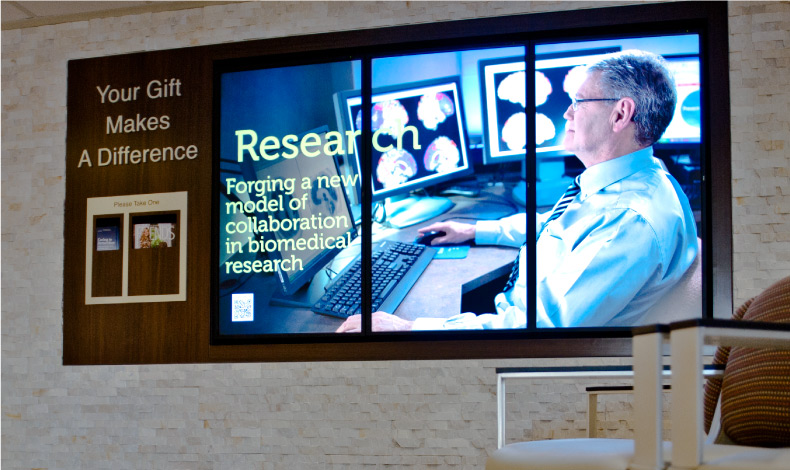 Your Gift
Makes
A Difference
Please Take One
Research
Forging a new
model of
collaboration
in biomedical
research